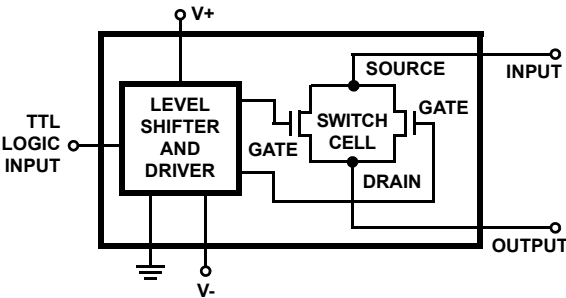 V+
SOURCE
INPUT
LEVEL
SHIFTER
AND
DRIVER
TTL
LOGIC
INPUT
GATE
SWITCH
CELL
GATE
DRAIN
OUTPUT
V-